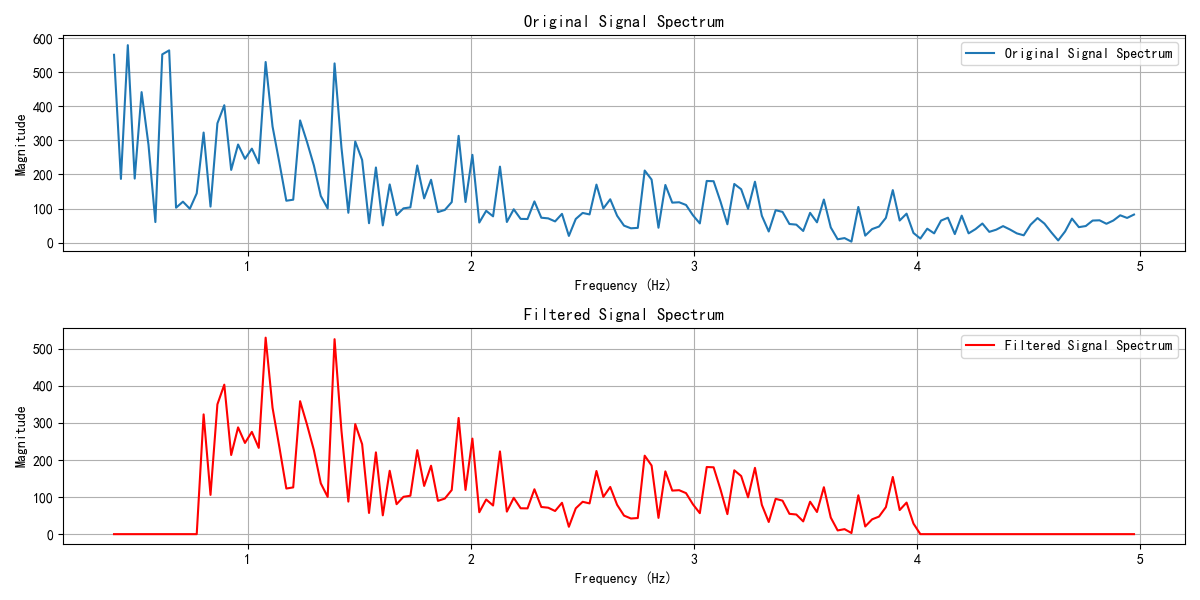 Original Signal Spectrum
600
500
400
300
200
100
0
Magnitude
Original Signal Spectrum
1
2
3
4
5
Frequency (Hz)
Filtered Signal Spectrum
500
400
300
200
100
0
Magnitude
Filtered Signal Spectrum
1
2
3
4
5
Frequency (Hz)